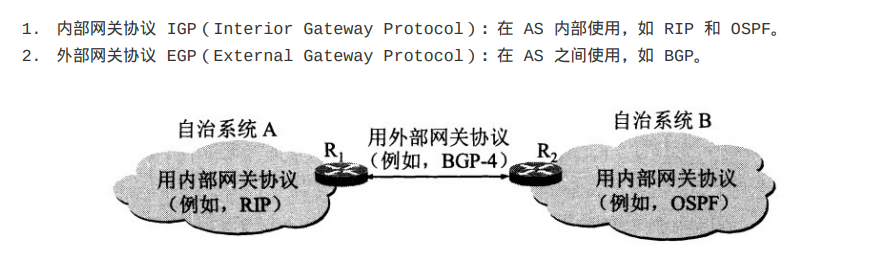 1. 内部网关协议 IGP（Interior Gateway Protocol）：在 AS 内部使用，如 RIP 和 OSPF。
2. 外部网关协议 EGP（External Gateway Protocol）：在 AS 之间使用，如 BGP。
自治系统 A
自治系统 B
用外部网关协议
（例如，BGP-4）
R1
R2
用内部网关协议
（例如，RIP）
用内部网关协议
（例如，OSPF）